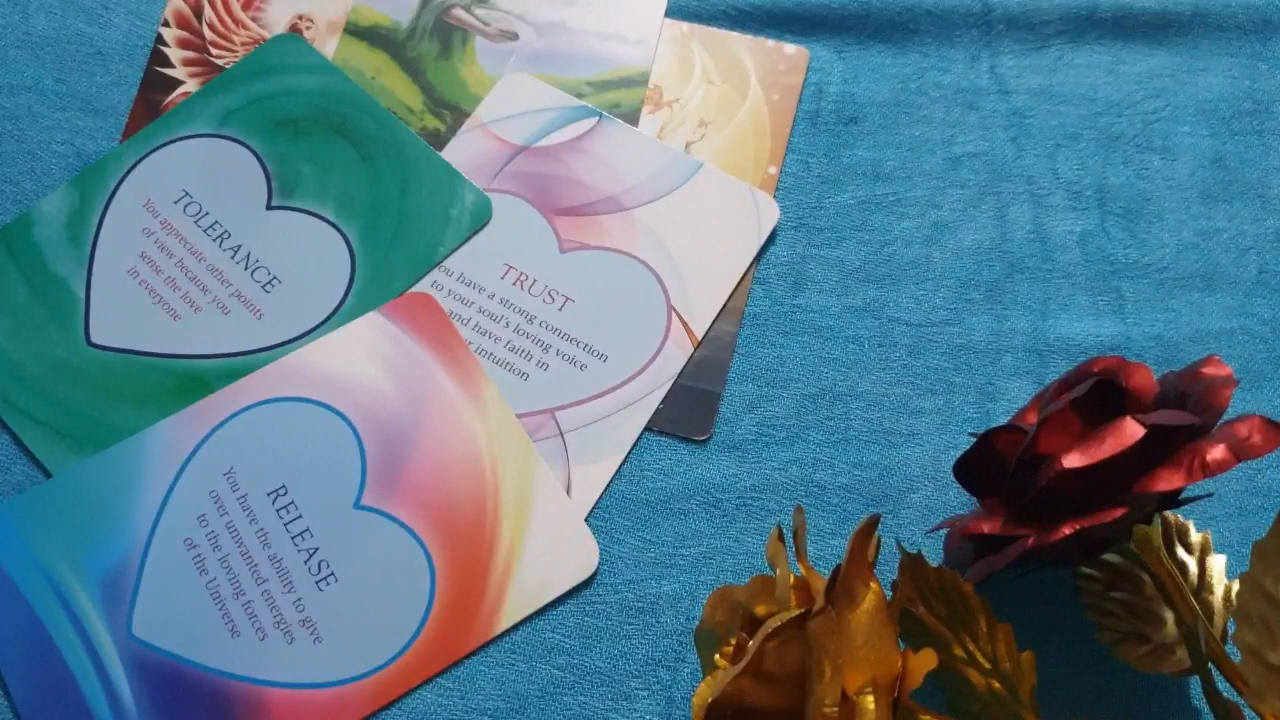 TOLERANCE
You appreciate other points
of view because you
sense the love
in everyone
TRUST
have a strong connection
to your soul's loving voice
and have faith in
intuition
RELEASE
You have the ability to give
over unwanted energies
to the loving forces
of the Universe